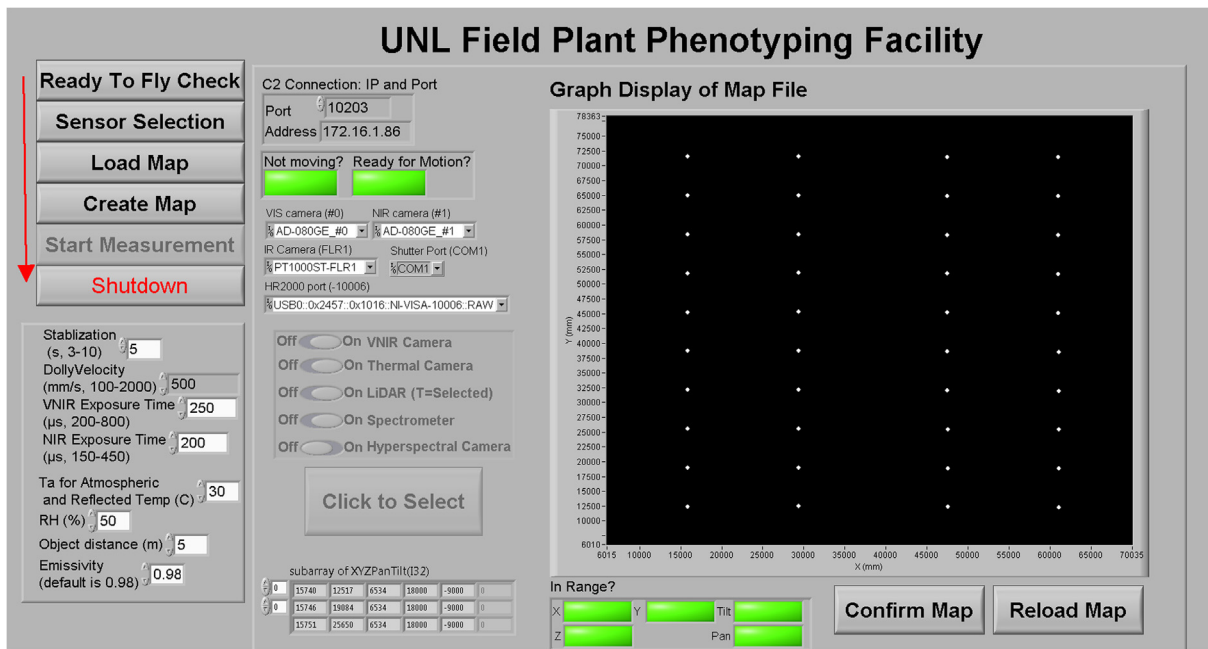 UNL Field Plant Phenotyping Facility
Ready To Fly Check
Sensor Selection
Load Map
Create Map
Start Measurement
Shutdown
Stablization
(s, 3-10) 5
DollyVelocity
(mm/s, 100-2000) 500
VNIR Exposure Time 250
(µs, 200-800)
NIR Exposure Time 200
(µs, 150-450)
Ta for Atmospheric
and Reflected Temp (C) 30
RH (%) 50
Object distance (m) 5
Emissivity
(default is 0.98) 0.98
C2 Connection: IP and Port
Port 10203
Address 172.16.1.86
Not moving? Ready for Motion?
VIS camera (#0) NIR camera (#1)
AD-080GE_#0 AD-080GE_#1
IR Camera (FLR1) Shutter Port (COM1)
PT1000ST-FLR1 COM1
HR2000 port (-10006)
USB0::0x2457::0x1016::NI-VISA-10006::RAW
Off On VNIR Camera
Off On Thermal Camera
Off On LiDAR (T=Selected)
Off On Spectrometer
Off On Hyperspectral Camera
Click to Select
subarray of XYZPanTilt(I32)
0 15740 12517 6534 18000 -9000 0
0 15746 19084 6534 18000 -9000 0
15751 25650 6534 18000 -9000 0
Graph Display of Map File
78363
75000
72500
70000
67500
65000
62500
60000
57500
55000
52500
50000
47500
45000
42500
40000
37500
35000
32500
30000
27500
25000
22500
20000
17500
15000
12500
10000
6010
Y (mm)
6015 10000 15000 20000 25000 30000 35000 40000 45000 50000 55000 60000 65000 70035
X (mm)
In Range?
X Y Tilt
Z Pan
Confirm Map
Reload Map